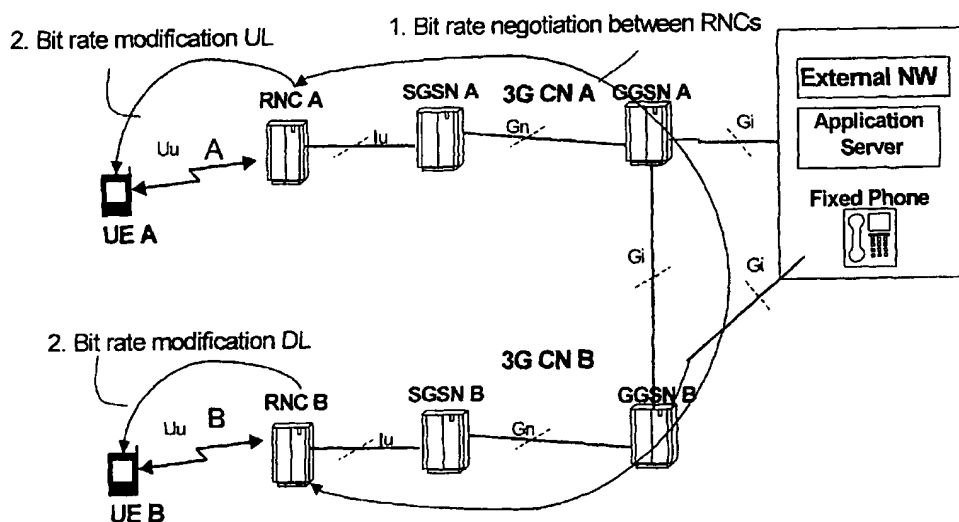 2. Bit rate modification UL
1. Bit rate negotiation between RNCs
External NW
Application
Server
Fixed Phone
RNC A
SGSN A
3G CN A
GGSN A
Uu
A
Iu
Gn
Gi
UE A
Gi
Gi
2. Bit rate modification DL
3G CN B
RNC B
SGSN B
GGSN B
Uu
B
Iu
Gn
UE B